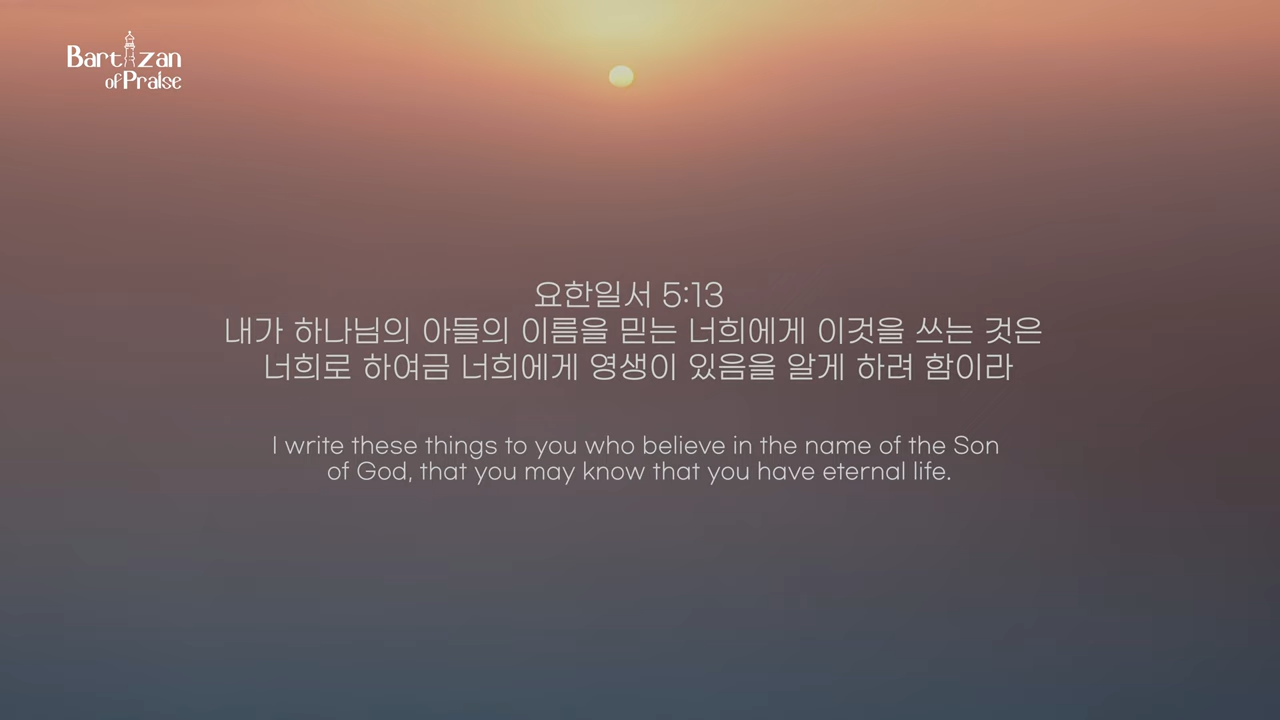 Bartizan
of Praise
요한일서 5:13
내가 하나님의 아들의 이름을 믿는 너희에게 이것을 쓰는 것은
너희로 하여금 너희에게 영생이 있음을 알게 하려 함이라
I write these things to you who believe in the name of the Son
of God, that you may know that you have eternal life.